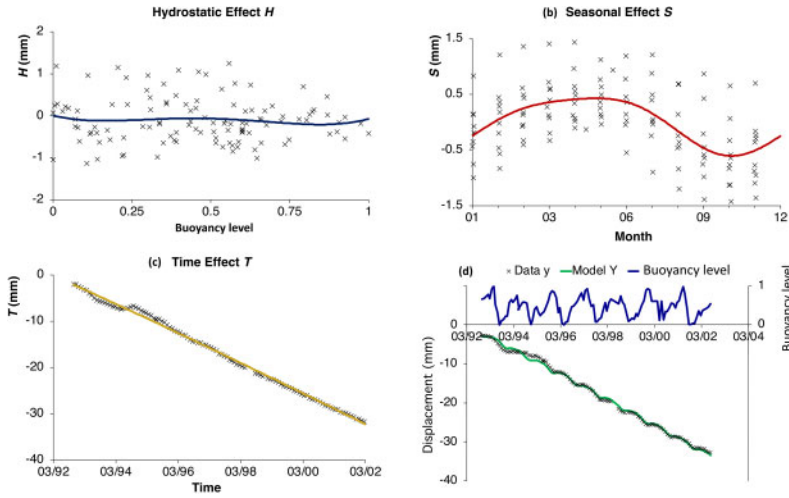 Hydrostatic Effect H
2
1
0
-1
-2
H (mm)
0 0.25 0.5 0.75 1
Buoyancy level
(b) Seasonal Effect S
1.5
0.5
-0.5
-1.5
S (mm)
01 03 06 09 12
Month
(c) Time Effect T
0
-10
-20
-30
-40
T (mm)
03/92 03/94 03/96 03/98 03/00 03/02
Time
(d)
Data y Model Y Buoyancy level
1
0
Buoyancy level
0
03/92 03/94 03/96 03/98 03/00 03/02 03/04
-10
-20
-30
-40
Displacement (mm)